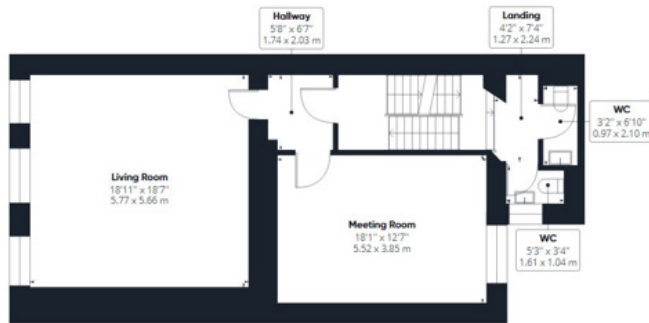 Hallway
5'8" x 6'7"
1.74 x 2.03 m
Landing
4'2" x 7'4"
1.27 x 2.24 m
WC
3'2" x 6'10"
0.97 x 2.10 m
Living Room
18'11" x 18'7"
5.77 x 5.66 m
Meeting Room
18'1" x 12'7"
5.52 x 3.85 m
WC
5'3" x 3'4"
1.61 x 1.04 m